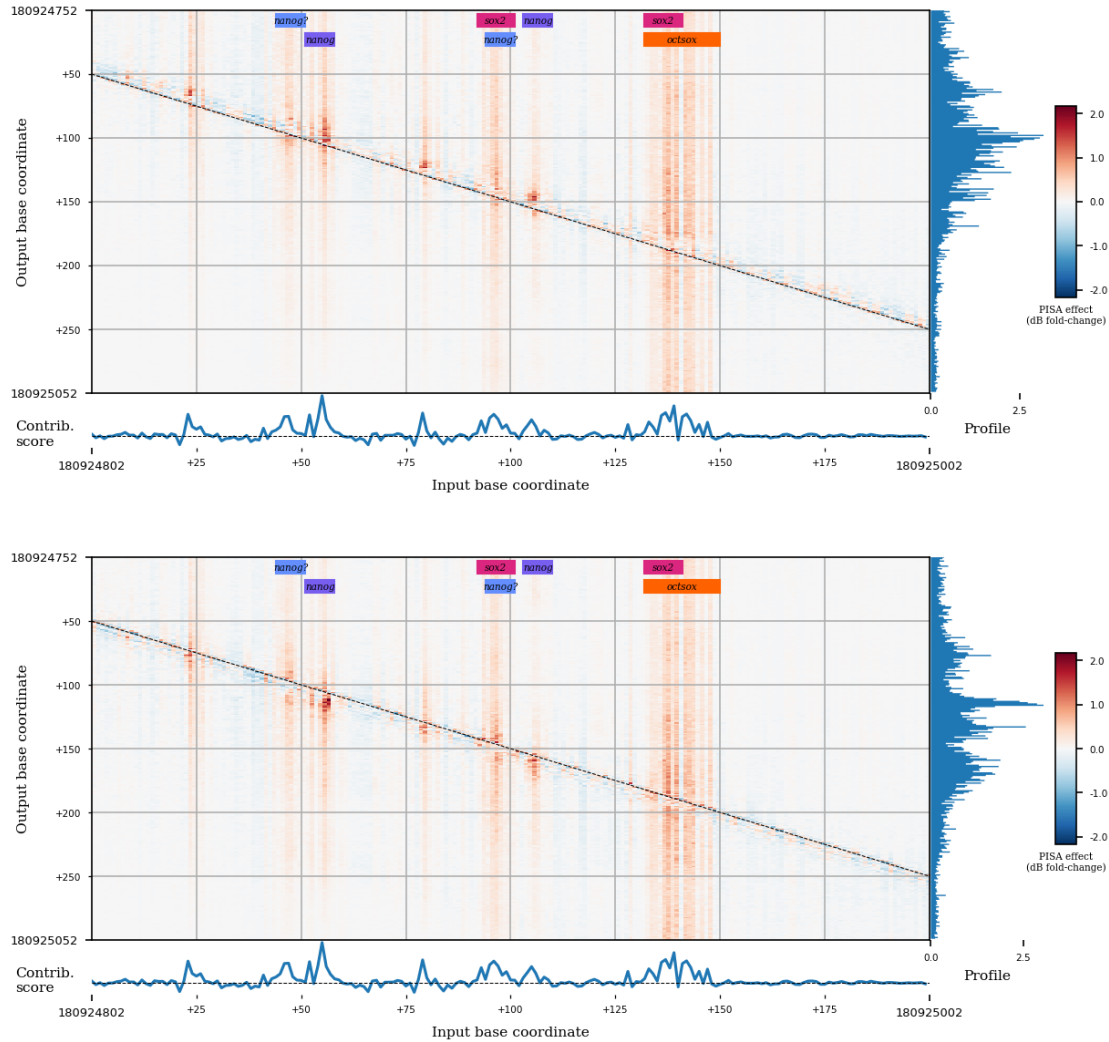 180924752
nanog?
sox2
nanog
sox2
nanog
nanog?
octsox
+50
+100
+150
+200
+250
180925052
Output base coordinate
2.0
1.0
0.0
-1.0
-2.0
PISA effect
(dB fold-change)
0.0
2.5
Profile
Contrib.
score
180924802
+25
+50
+75
+100
+125
+150
+175
180925002
Input base coordinate
180924752
nanog?
sox2
nanog
sox2
nanog
nanog?
octsox
+50
+100
+150
+200
+250
180925052
Output base coordinate
2.0
1.0
0.0
-1.0
-2.0
PISA effect
(dB fold-change)
0.0
2.5
Profile
Contrib.
score
180924802
+25
+50
+75
+100
+125
+150
+175
180925002
Input base coordinate